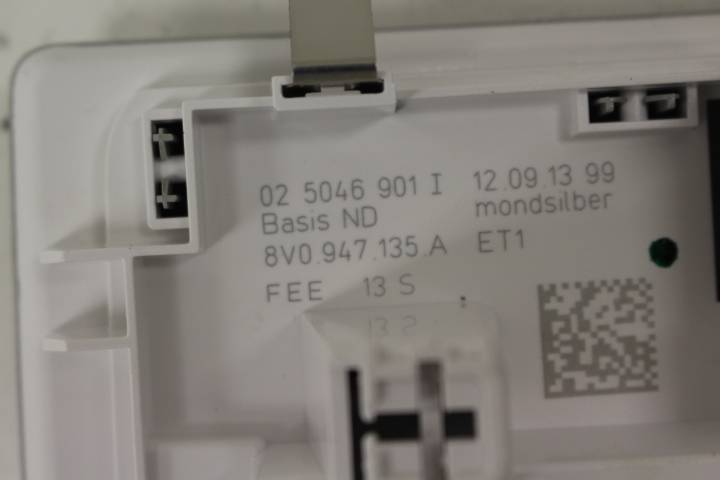 02 5046 901 I 12.09.13 99
Basis ND mondsilber
8V0.947.135 A ET1
FEE 13 S